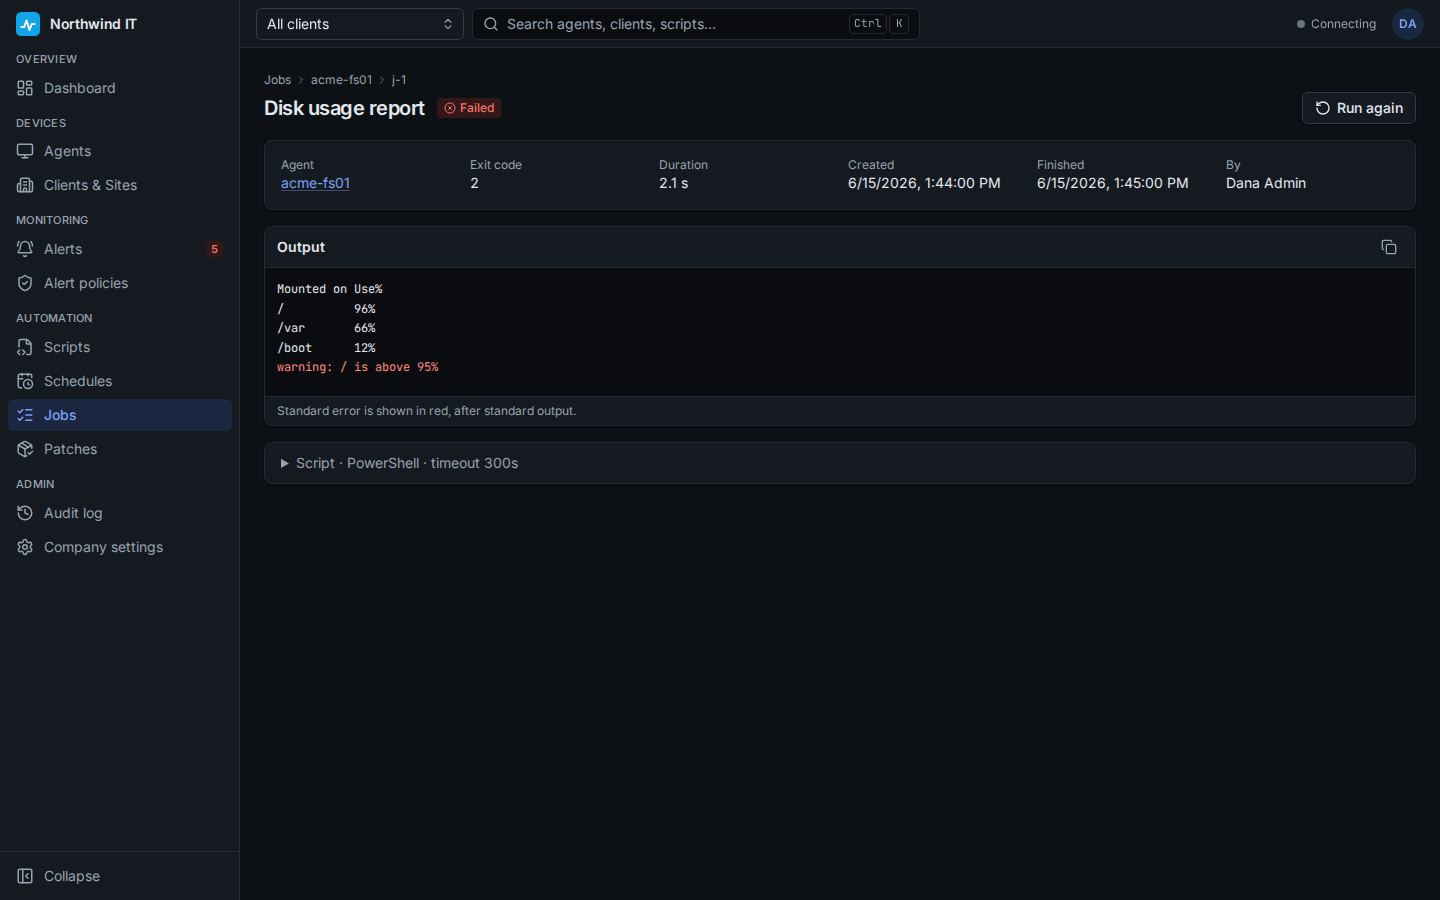 Northwind IT
All clients
Search agents, clients, scripts...
Ctrl K
Connecting
DA
OVERVIEW
Dashboard
DEVICES
Agents
Clients & Sites
MONITORING
Alerts 5
Alert policies
AUTOMATION
Scripts
Schedules
Jobs
Patches
ADMIN
Audit log
Company settings
Collapse
Jobs > acme-fs01 > j-1
Disk usage report Failed
Run again
Agent Exit code Duration Created Finished By
acme-fs01 2 2.1 s 6/15/2026, 1:44:00 PM 6/15/2026, 1:45:00 PM Dana Admin
Output
Mounted on Use%
/ 96%
/var 66%
/boot 12%
warning: / is above 95%
Standard error is shown in red, after standard output.
Script · PowerShell · timeout 300s